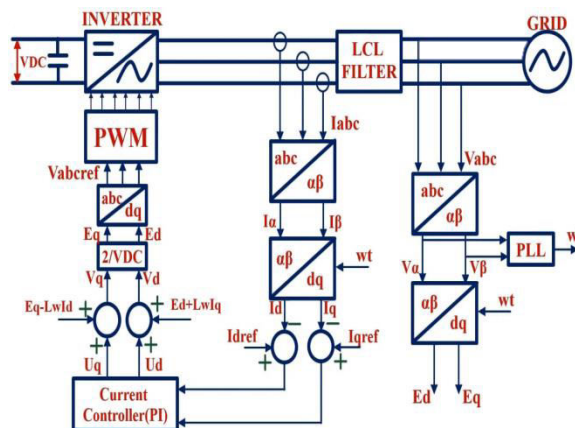 INVERTER
GRID
VDC
LCL
FILTER
PWM
Iabc
Vabc
Vabcref
abc
αβ
abc
αβ
abc
dq
Iα
Iβ
Eq
Ed
2/VDC
αβ
dq
wt
Vα
Vβ
PLL
w
Vq
Vd
Id
Iq
αβ
dq
wt
Eq-LwId
+
+
Ed+LwIq
Idref
-
+
-
+
Iqref
+
+
Uq
Ud
Ed
Eq
Current
Controller(PI)